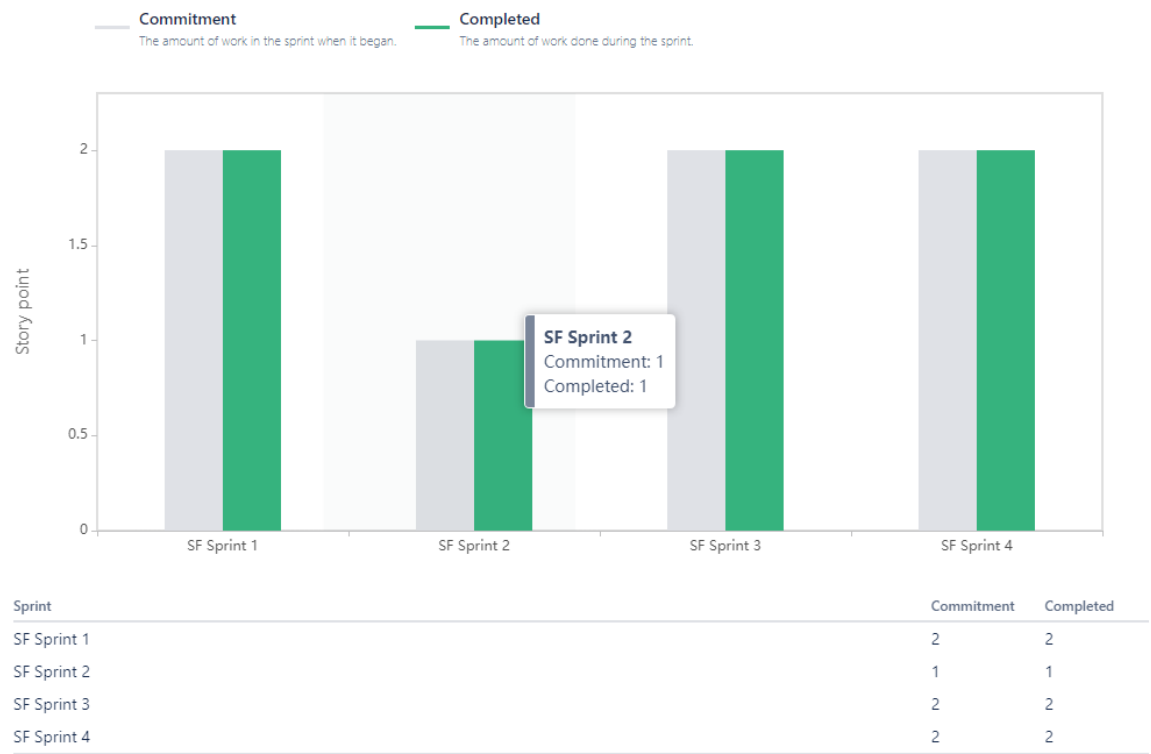 Commitment
The amount of work in the sprint when it began.
Completed
The amount of work done during the sprint.
Story point
2
1.5
1
0.5
0
SF Sprint 2
Commitment: 1
Completed: 1
SF Sprint 1 SF Sprint 2 SF Sprint 3 SF Sprint 4
Sprint Commitment Completed
SF Sprint 1 2 2
SF Sprint 2 1 1
SF Sprint 3 2 2
SF Sprint 4 2 2